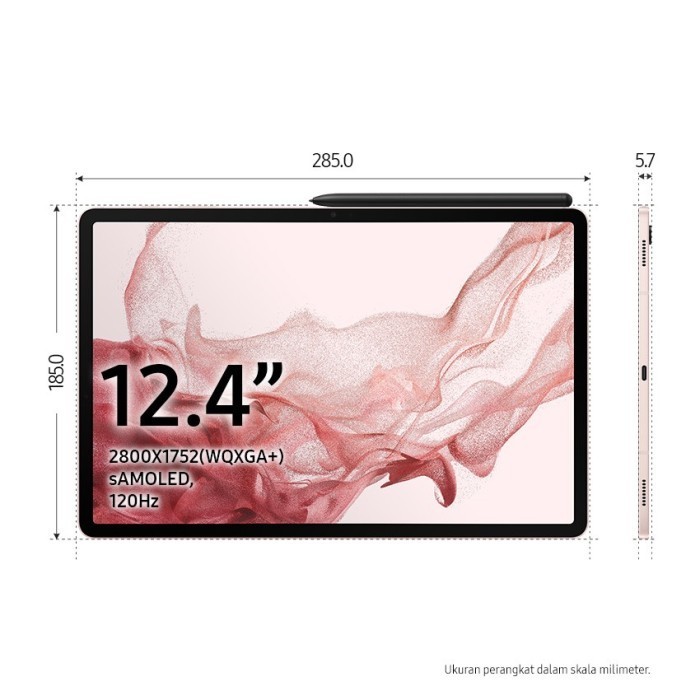 285.0
5.7
185.0
12.4”
2800X1752(WQXGA+)
sAMOLED,
120Hz
Ukuran perangkat dalam skala milimeter.